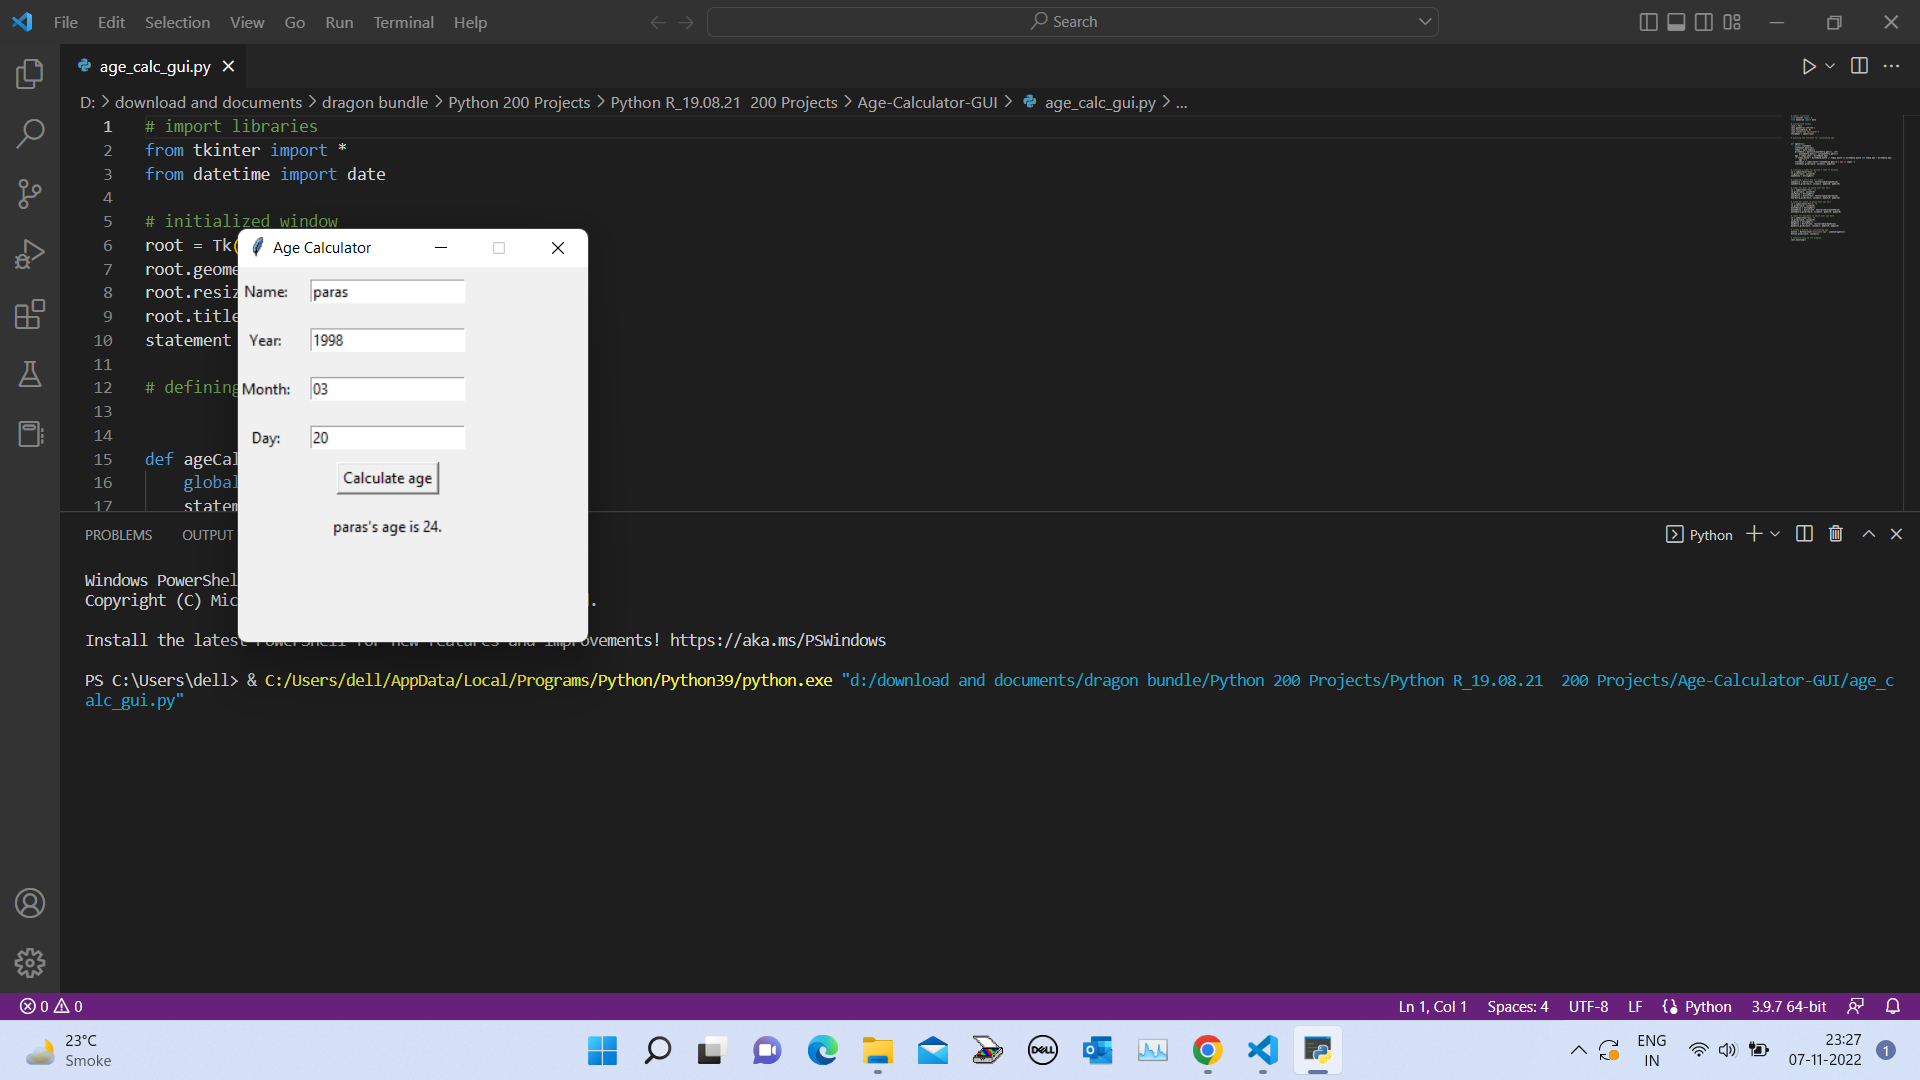 File Edit Selection View Go Run Terminal Help
Search
age_calc_gui.py
D: > download and documents > dragon bundle > Python 200 Projects > Python R_19.08.21  200 Projects > Age-Calculator-GUI > age_calc_gui.py > ...
1 # import libraries
2 from tkinter import *
3 from datetime import date
4
5 # initialized window
6 root = Tk(
7 root.geome
8 root.resiz
9 root.title
10 statement
11
12 # defining
13
14
15 def ageCal
16 global
17 statem
Age Calculator
Name: paras
Year: 1998
Month: 03
Day: 20
Calculate age
paras's age is 24.
PROBLEMS OUTPUT
Python
Windows PowerShel
Copyright (C) Mic
Install the latest PowerShell for new features and improvements! https://aka.ms/PSWindows
PS C:\Users\dell> & C:/Users/dell/AppData/Local/Programs/Python/Python39/python.exe "d:/download and documents/dragon bundle/Python 200 Projects/Python R_19.08.21  200 Projects/Age-Calculator-GUI/age_c
alc_gui.py"
0 0
Ln 1, Col 1 Spaces: 4 UTF-8 LF Python 3.9.7 64-bit
23°C
Smoke
DELL
ENG
IN
23:27
07-11-2022
1